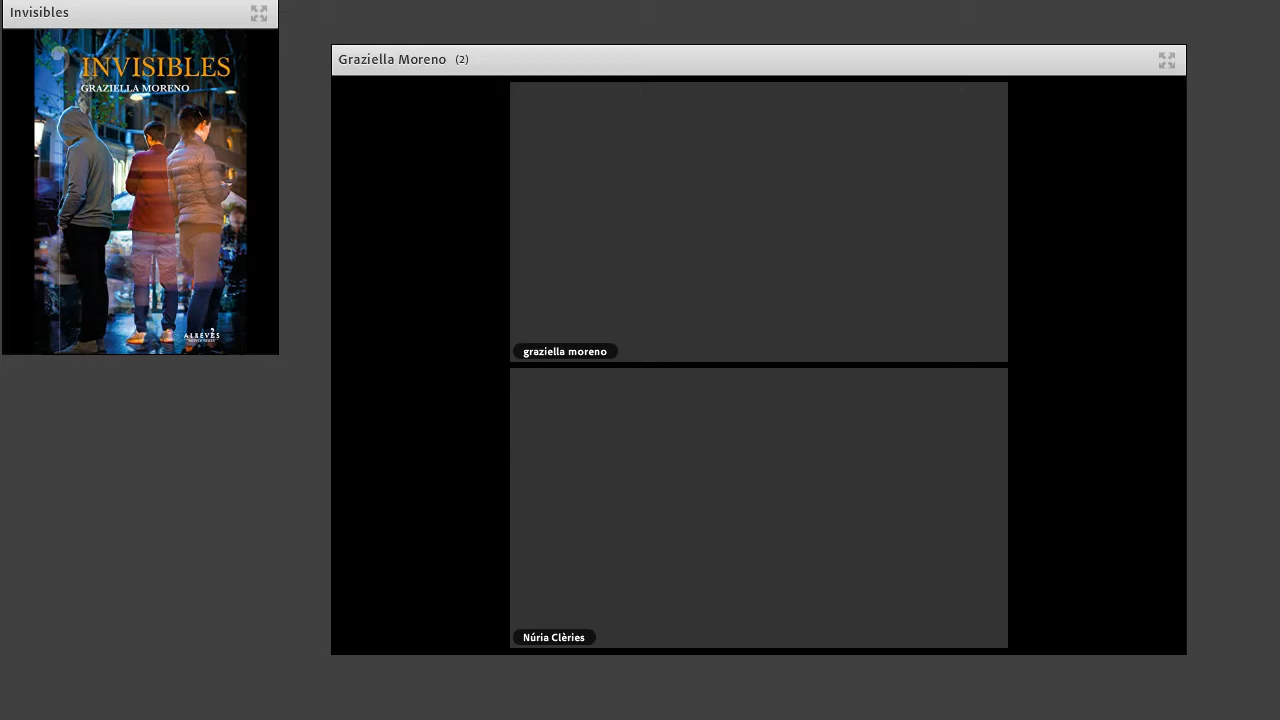 Invisibles
INVISIBLES
GRAZIELLA MORENO
ALREVÉS
Graziella Moreno (2)
graziella moreno
Núria Clèries